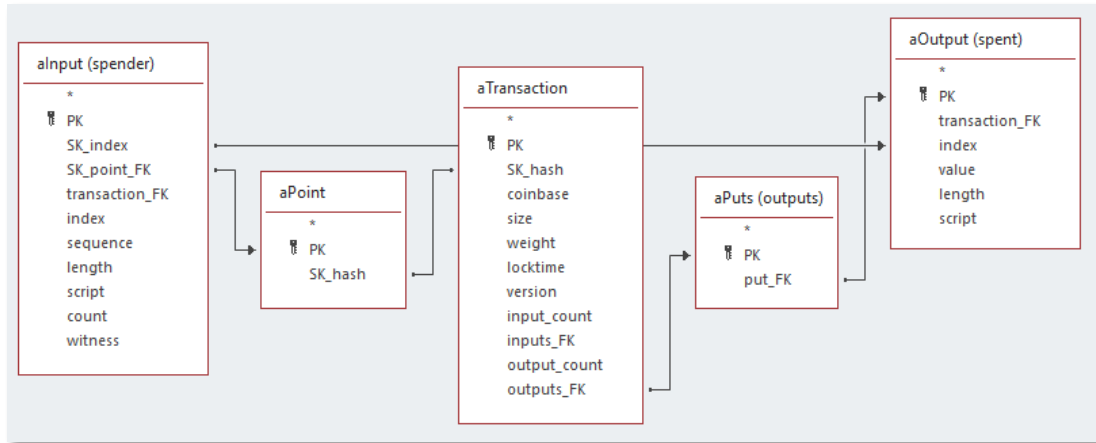 aInput (spender)
*
PK
SK_index
SK_point_FK
transaction_FK
index
sequence
length
script
count
witness
aPoint
*
PK
SK_hash
aTransaction
*
PK
SK_hash
coinbase
size
weight
locktime
version
input_count
inputs_FK
output_count
outputs_FK
aPuts (outputs)
*
PK
put_FK
aOutput (spent)
*
PK
transaction_FK
index
value
length
script